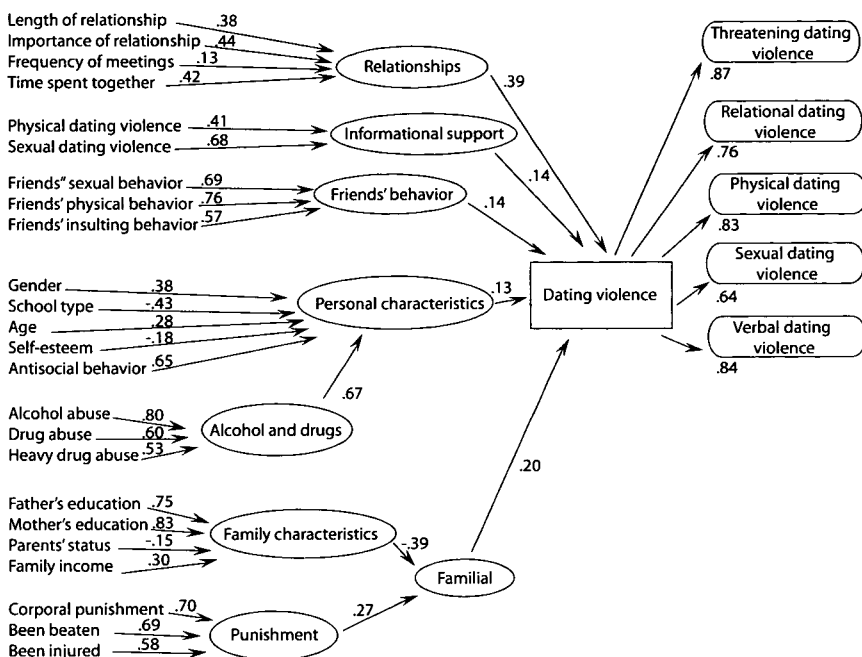 Length of relationship .38
Importance of relationship .44
Frequency of meetings .13
Time spent together .42
Relationships
.39
Physical dating violence .41
Sexual dating violence .68
Informational support
.14
Friends" sexual behavior .69
Friends' physical behavior .76
Friends' insulting behavior .57
Friends' behavior
.14
Gender .38
School type -.43
Age .28
Self-esteem -.18
Antisocial behavior .65
Personal characteristics
.13
.67
Alcohol abuse .80
Drug abuse .60
Heavy drug abuse .53
Alcohol and drugs
Father's education .75
Mother's education .83
Parents' status -.15
Family income .30
Family characteristics
-.39
Corporal punishment .70
Been beaten .69
Been injured .58
Punishment
.27
Familial
.20
Dating violence
Threatening dating
violence
.87
Relational dating
violence
.76
Physical dating
violence
.83
Sexual dating
violence
.64
Verbal dating
violence
.84